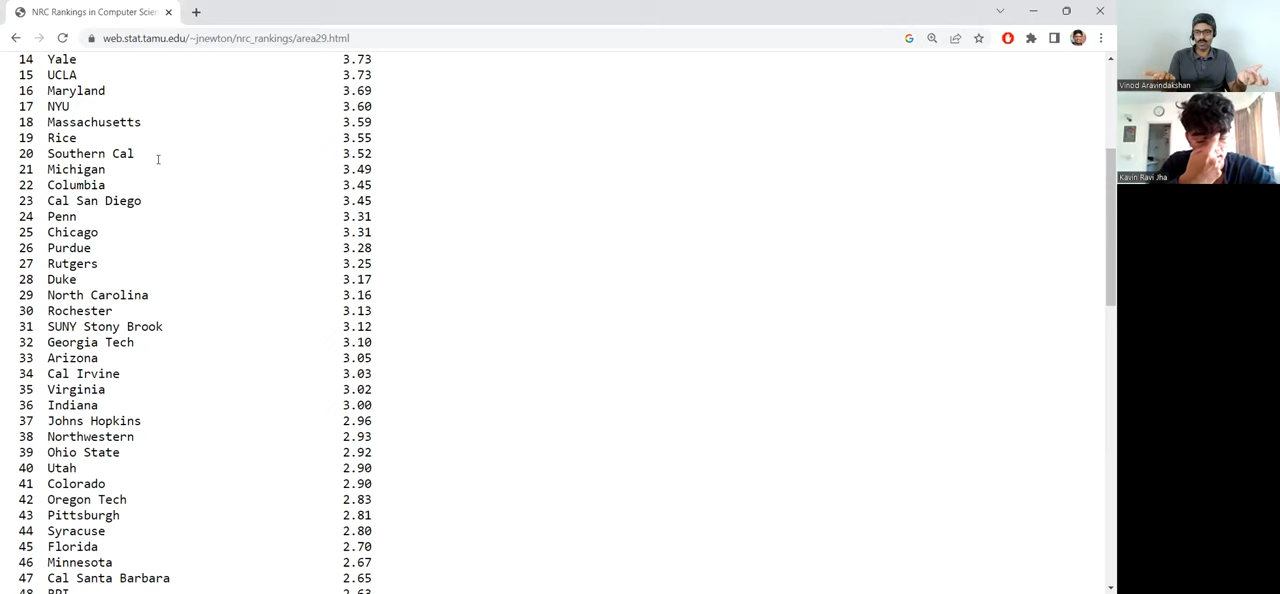 NRC Rankings in Computer Scien
web.stat.tamu.edu/~jnewton/nrc_rankings/area29.html
14 Yale 3.73
15 UCLA 3.73
16 Maryland 3.69
17 NYU 3.60
18 Massachusetts 3.59
19 Rice 3.55
20 Southern Cal 3.52
21 Michigan 3.49
22 Columbia 3.45
23 Cal San Diego 3.45
24 Penn 3.31
25 Chicago 3.31
26 Purdue 3.28
27 Rutgers 3.25
28 Duke 3.17
29 North Carolina 3.16
30 Rochester 3.13
31 SUNY Stony Brook 3.12
32 Georgia Tech 3.10
33 Arizona 3.05
34 Cal Irvine 3.03
35 Virginia 3.02
36 Indiana 3.00
37 Johns Hopkins 2.96
38 Northwestern 2.93
39 Ohio State 2.92
40 Utah 2.90
41 Colorado 2.90
42 Oregon Tech 2.83
43 Pittsburgh 2.81
44 Syracuse 2.80
45 Florida 2.70
46 Minnesota 2.67
47 Cal Santa Barbara 2.65
48 RPI 2.63
Vinod Aravindakshan
Kavin Ravi Jha